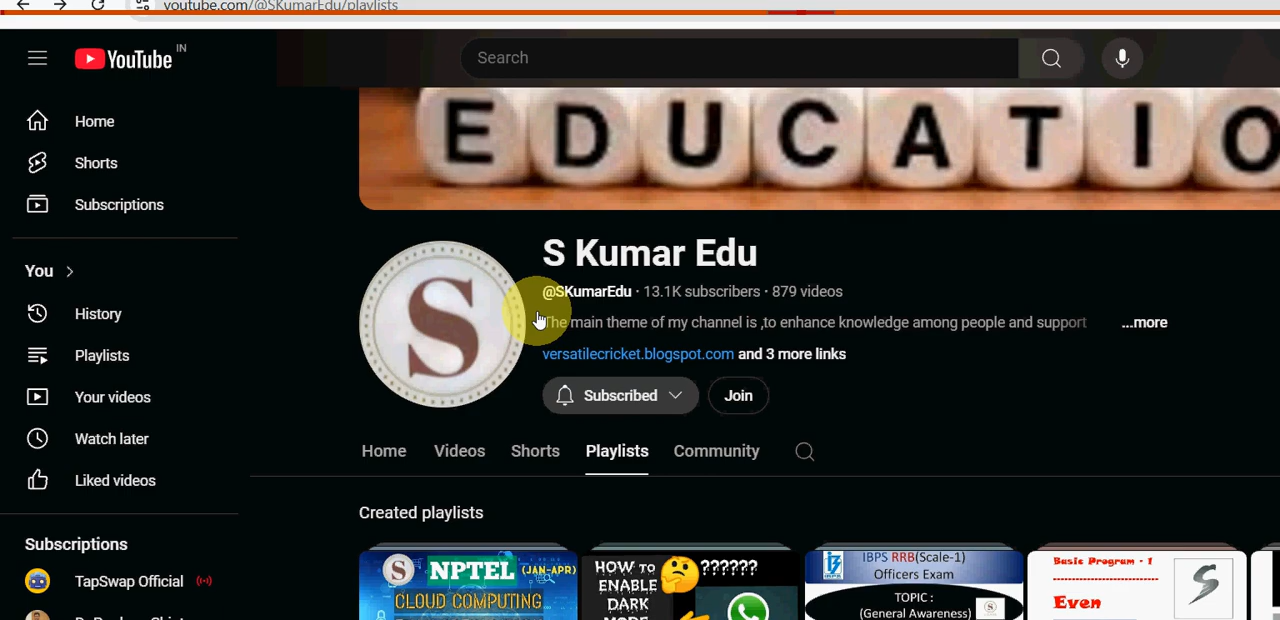 youtube.com/@SKumarEdu/playlists
YouTube IN
Search
Home
Shorts
Subscriptions
You
History
Playlists
Your videos
Watch later
Liked videos
Subscriptions
TapSwap Official
EDUCATIO
S
S Kumar Edu
@SKumarEdu · 13.1K subscribers · 879 videos
The main theme of my channel is ,to enhance knowledge among people and support ...more
versatilecricket.blogspot.com and 3 more links
Subscribed
Join
Home Videos Shorts Playlists Community
Created playlists
S NPTEL (JAN-APR)
CLOUD COMPUTING
HOW TO ??????
ENABLE
DARK
MODE
IBPS RRB(Scale-1)
Officers Exam
TOPIC :
(General Awareness)
Basic Program - 1
Even
S